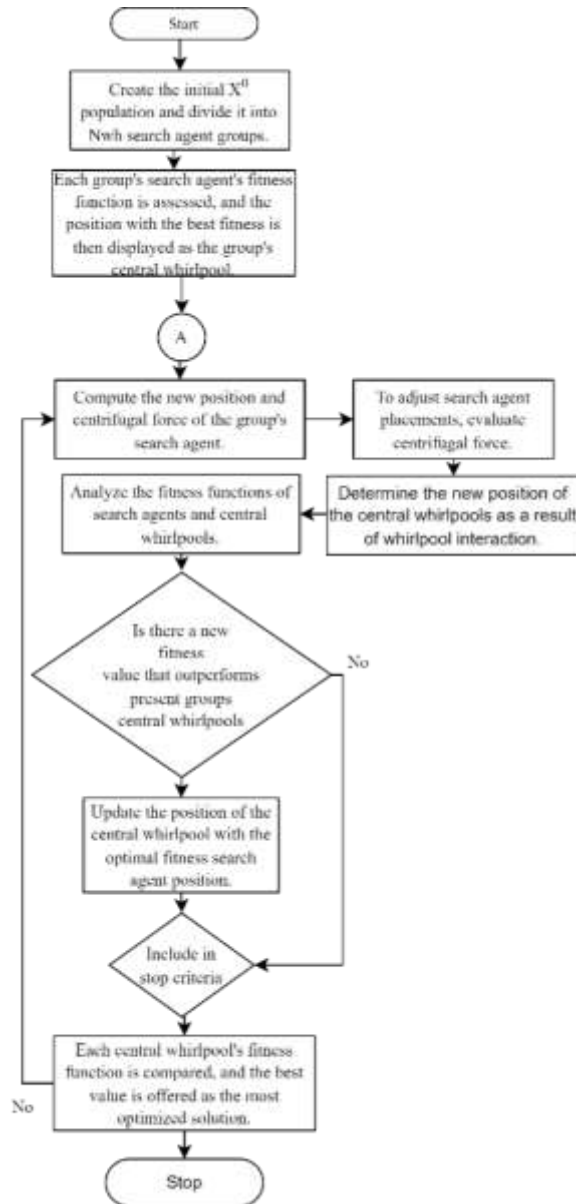 Start
Create the initial X⁰
population and divide it into
Nwh search agent groups.
Each group's search agent's fitness
function is assessed, and the
position with the best fitness is
then displayed as the group's
central whirlpool.
A
Compute the new position and
centrifugal force of the group's
search agent.
To adjust search agent
placements, evaluate
centrifugal force.
Determine the new position of
the central whirlpools as a result
of whirlpool interaction.
Analyze the fitness functions of
search agents and central
whirlpools.
Is there a new
fitness
value that outperforms
present groups
central whirlpools
No
Update the position of the
central whirlpool with the
optimal fitness search
agent position.
Include in
stop criteria
Each central whirlpool's fitness
function is compared, and the best
value is offered as the most
optimized solution.
No
Stop